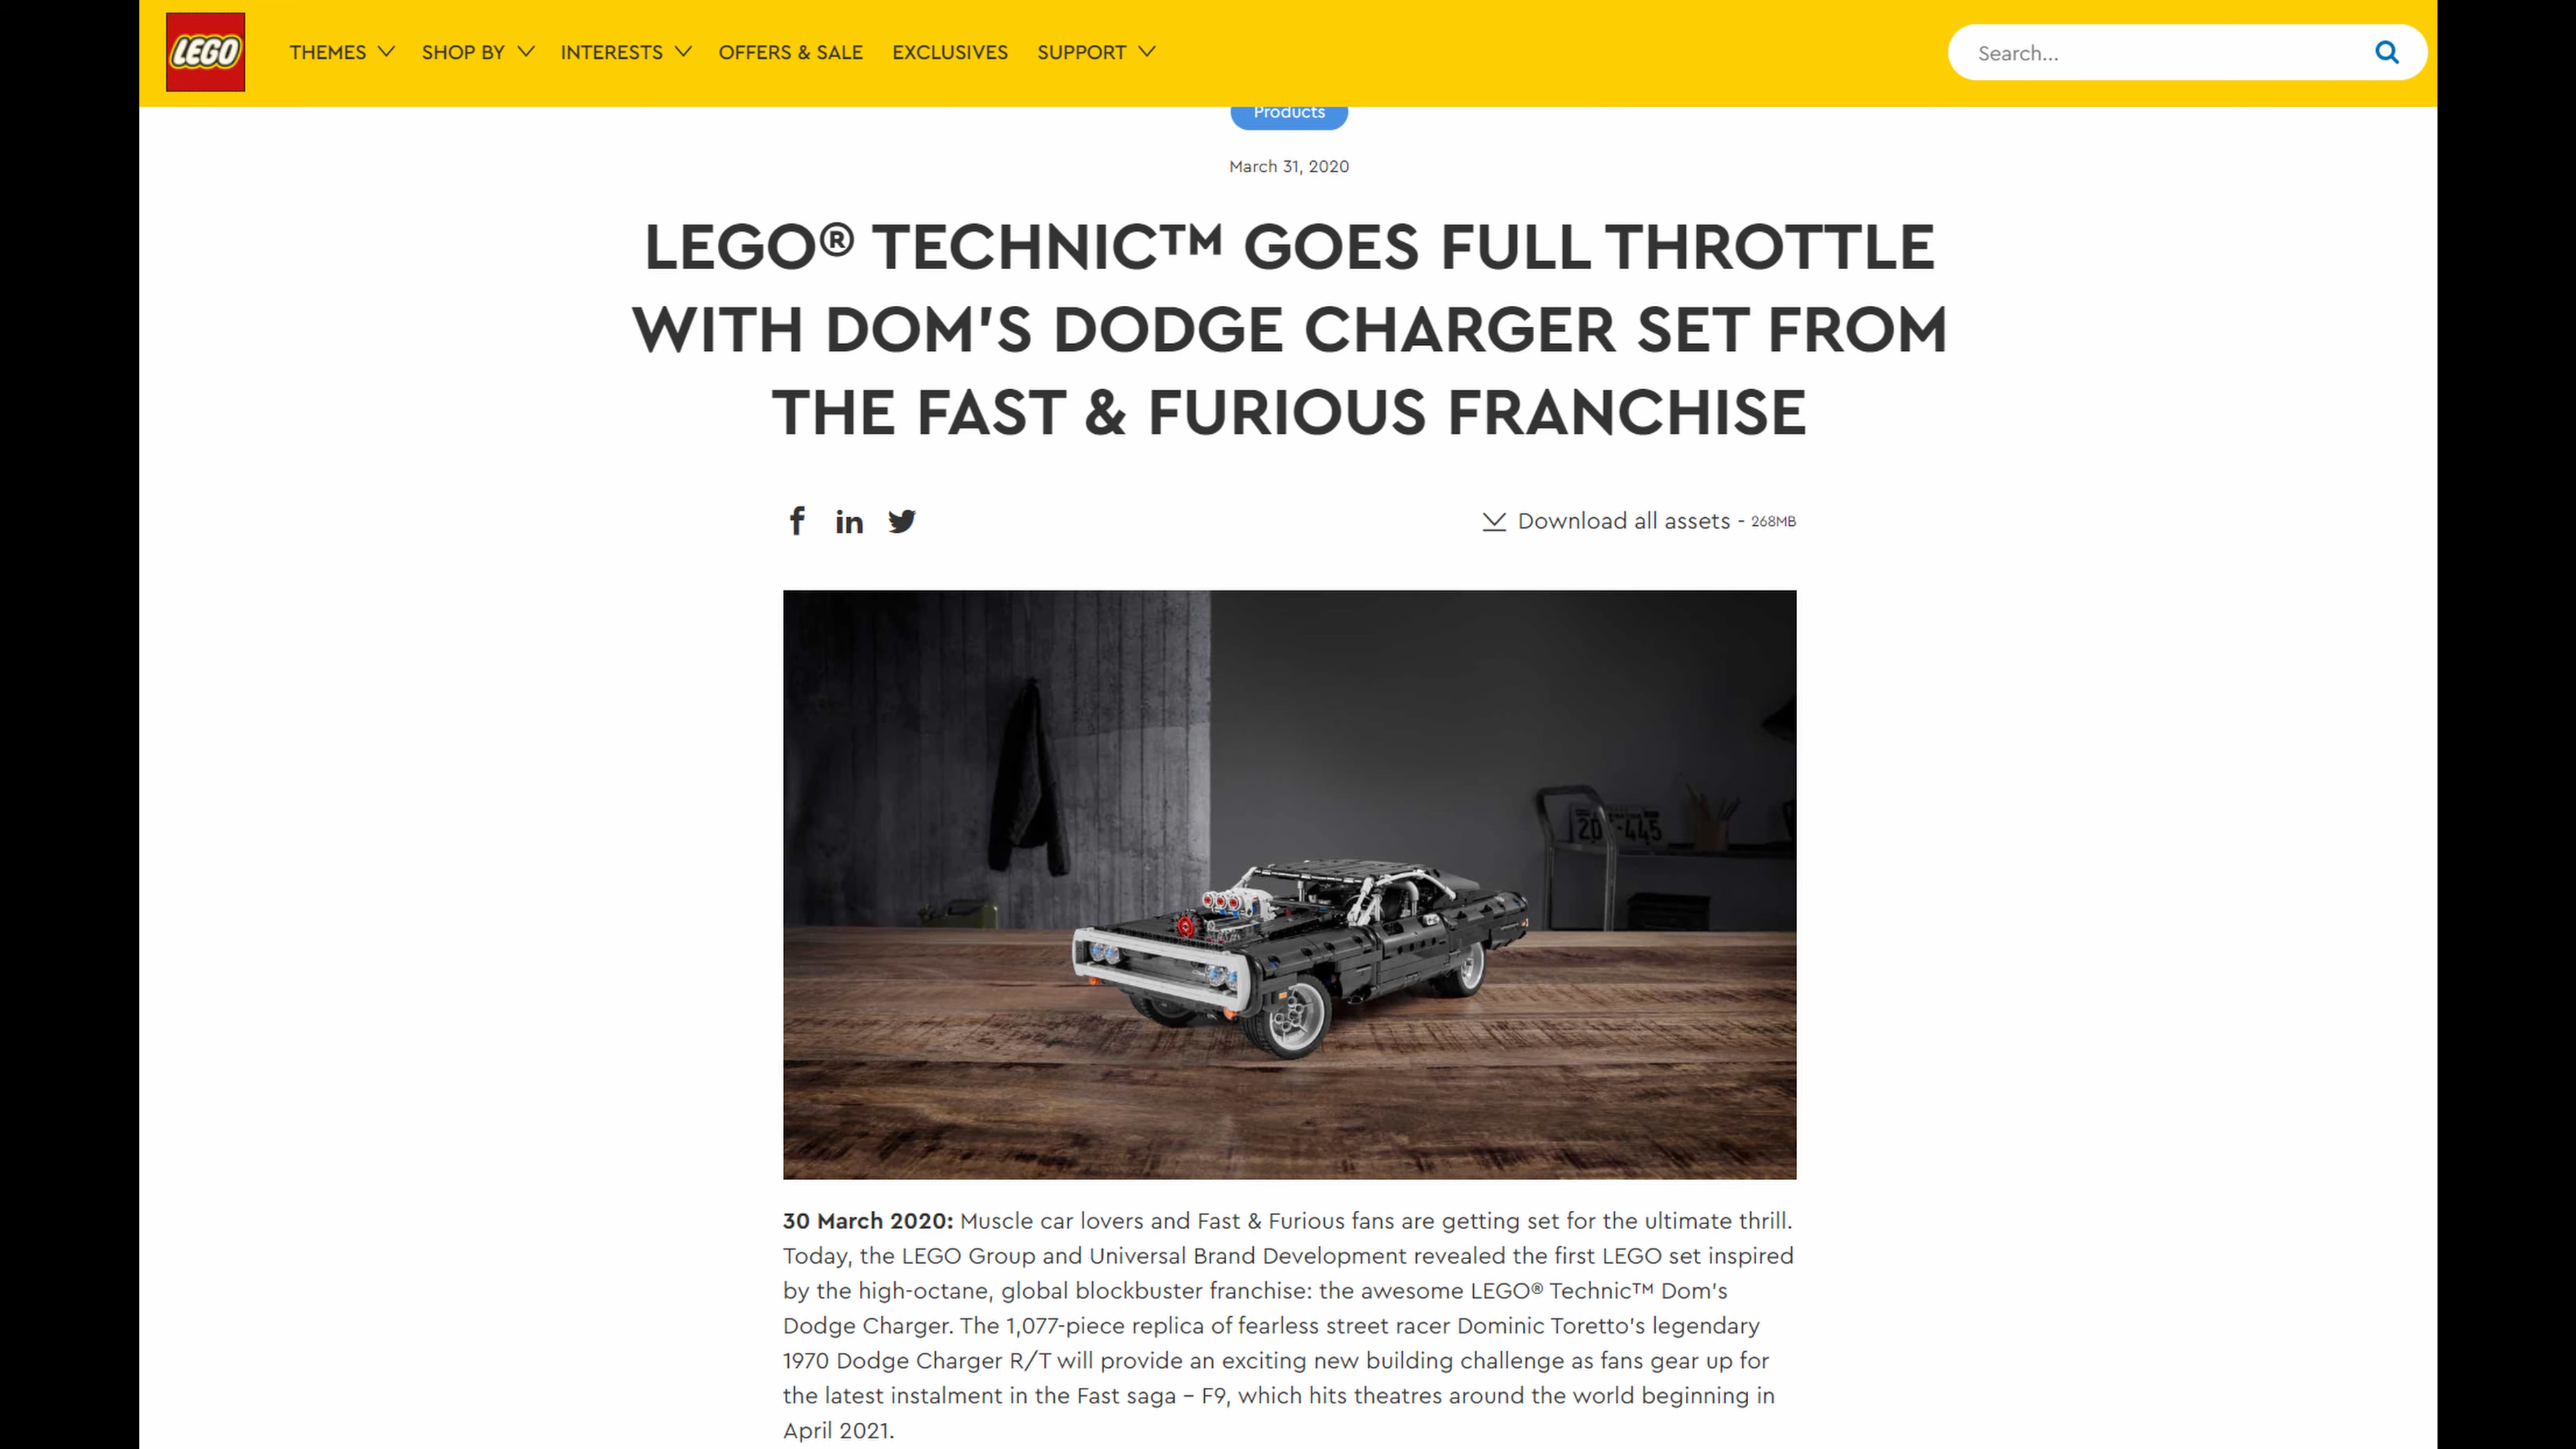 LEGO
THEMES
SHOP BY
INTERESTS
OFFERS & SALE
EXCLUSIVES
SUPPORT
Search...
Products
March 31, 2020
LEGO® TECHNIC™ GOES FULL THROTTLE
WITH DOM'S DODGE CHARGER SET FROM
THE FAST & FURIOUS FRANCHISE
Download all assets - 268MB
30 March 2020: Muscle car lovers and Fast & Furious fans are getting set for the ultimate thrill.
Today, the LEGO Group and Universal Brand Development revealed the first LEGO set inspired
by the high-octane, global blockbuster franchise: the awesome LEGO® Technic™ Dom's
Dodge Charger. The 1,077-piece replica of fearless street racer Dominic Toretto's legendary
1970 Dodge Charger R/T will provide an exciting new building challenge as fans gear up for
the latest instalment in the Fast saga – F9, which hits theatres around the world beginning in
April 2021.